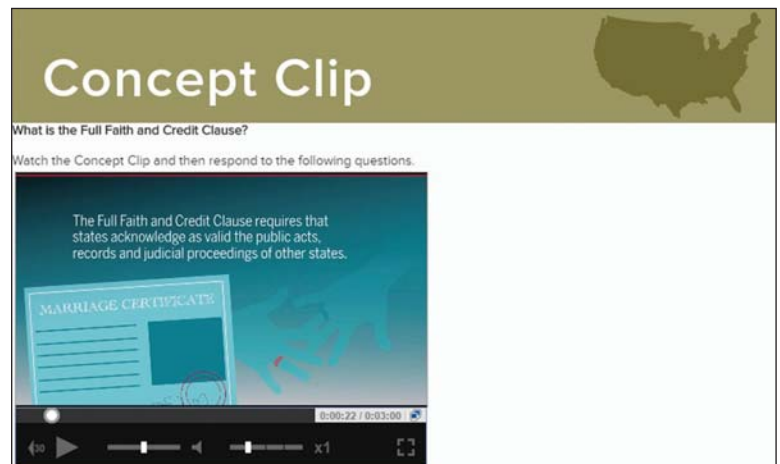 Concept Clip
What is the Full Faith and Credit Clause?
Watch the Concept Clip and then respond to the following questions.
The Full Faith and Credit Clause requires that
states acknowledge as valid the public acts,
records and judicial proceedings of other states.
MARRIAGE CERTIFICATE
0:00:22 / 0:03:00
30
x1